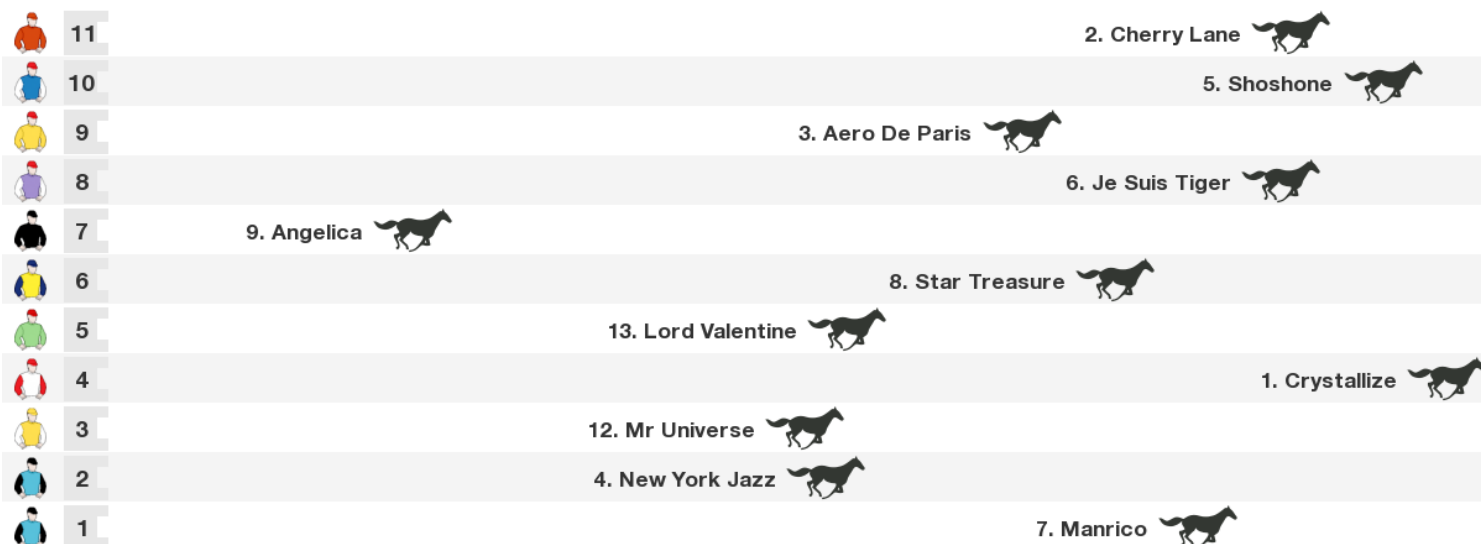 11 2. Cherry Lane
10 5. Shoshone
9 3. Aero De Paris
8 6. Je Suis Tiger
7 9. Angelica
6 8. Star Treasure
5 13. Lord Valentine
4 1. Crystallize
3 12. Mr Universe
2 4. New York Jazz
1 7. Manrico